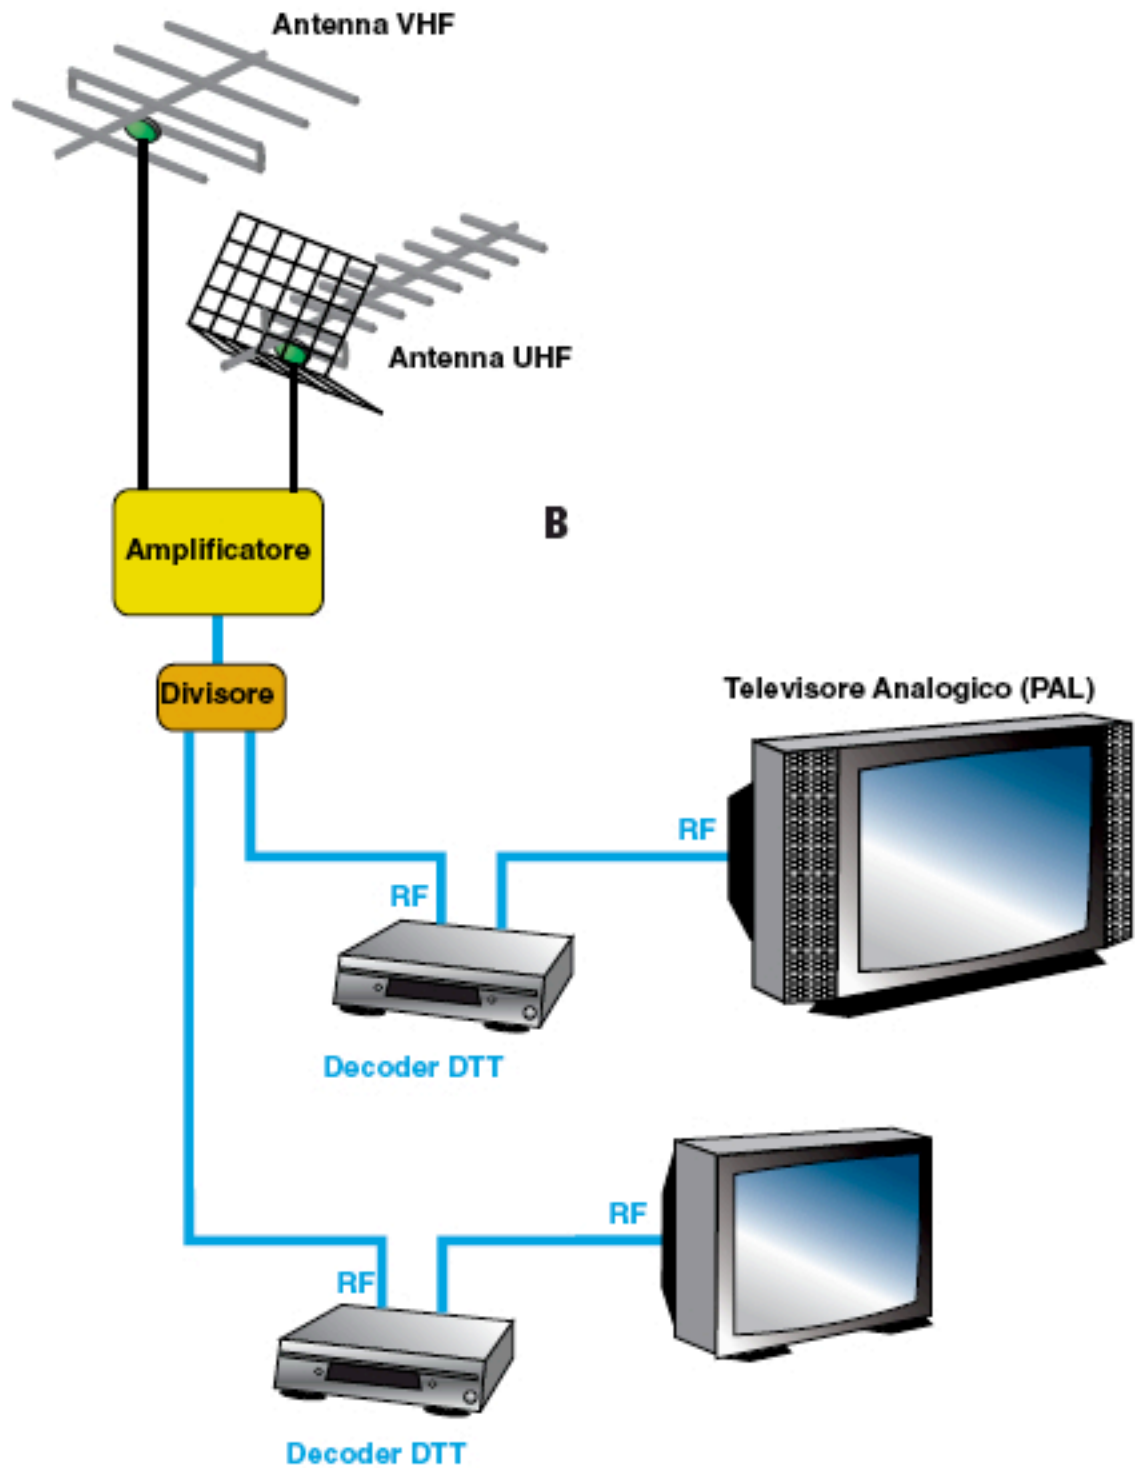 Antenna VHF
Antenna UHF
B
Amplificatore
Divisore
Televisore Analogico (PAL)
RF
RF
Decoder DTT
RF
RF
Decoder DTT